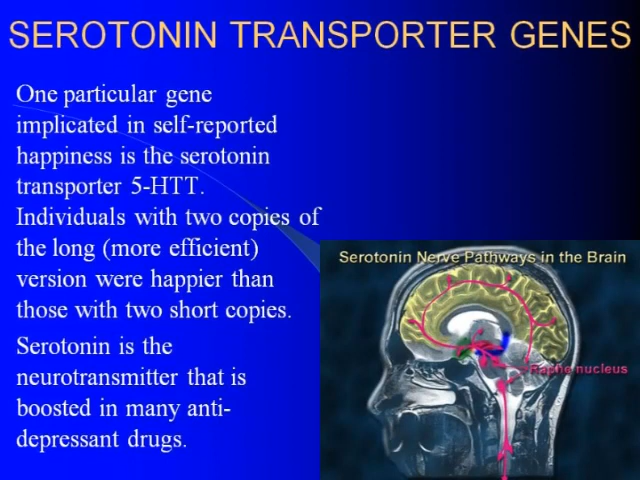 SEROTONIN TRANSPORTER GENES
One particular gene
implicated in self-reported
happiness is the serotonin
transporter 5-HTT.
Individuals with two copies of
the long (more efficient)
version were happier than
those with two short copies.
Serotonin is the
neurotransmitter that is
boosted in many anti-
depressant drugs.
Serotonin Nerve Pathways in the Brain
Raphe nucleus